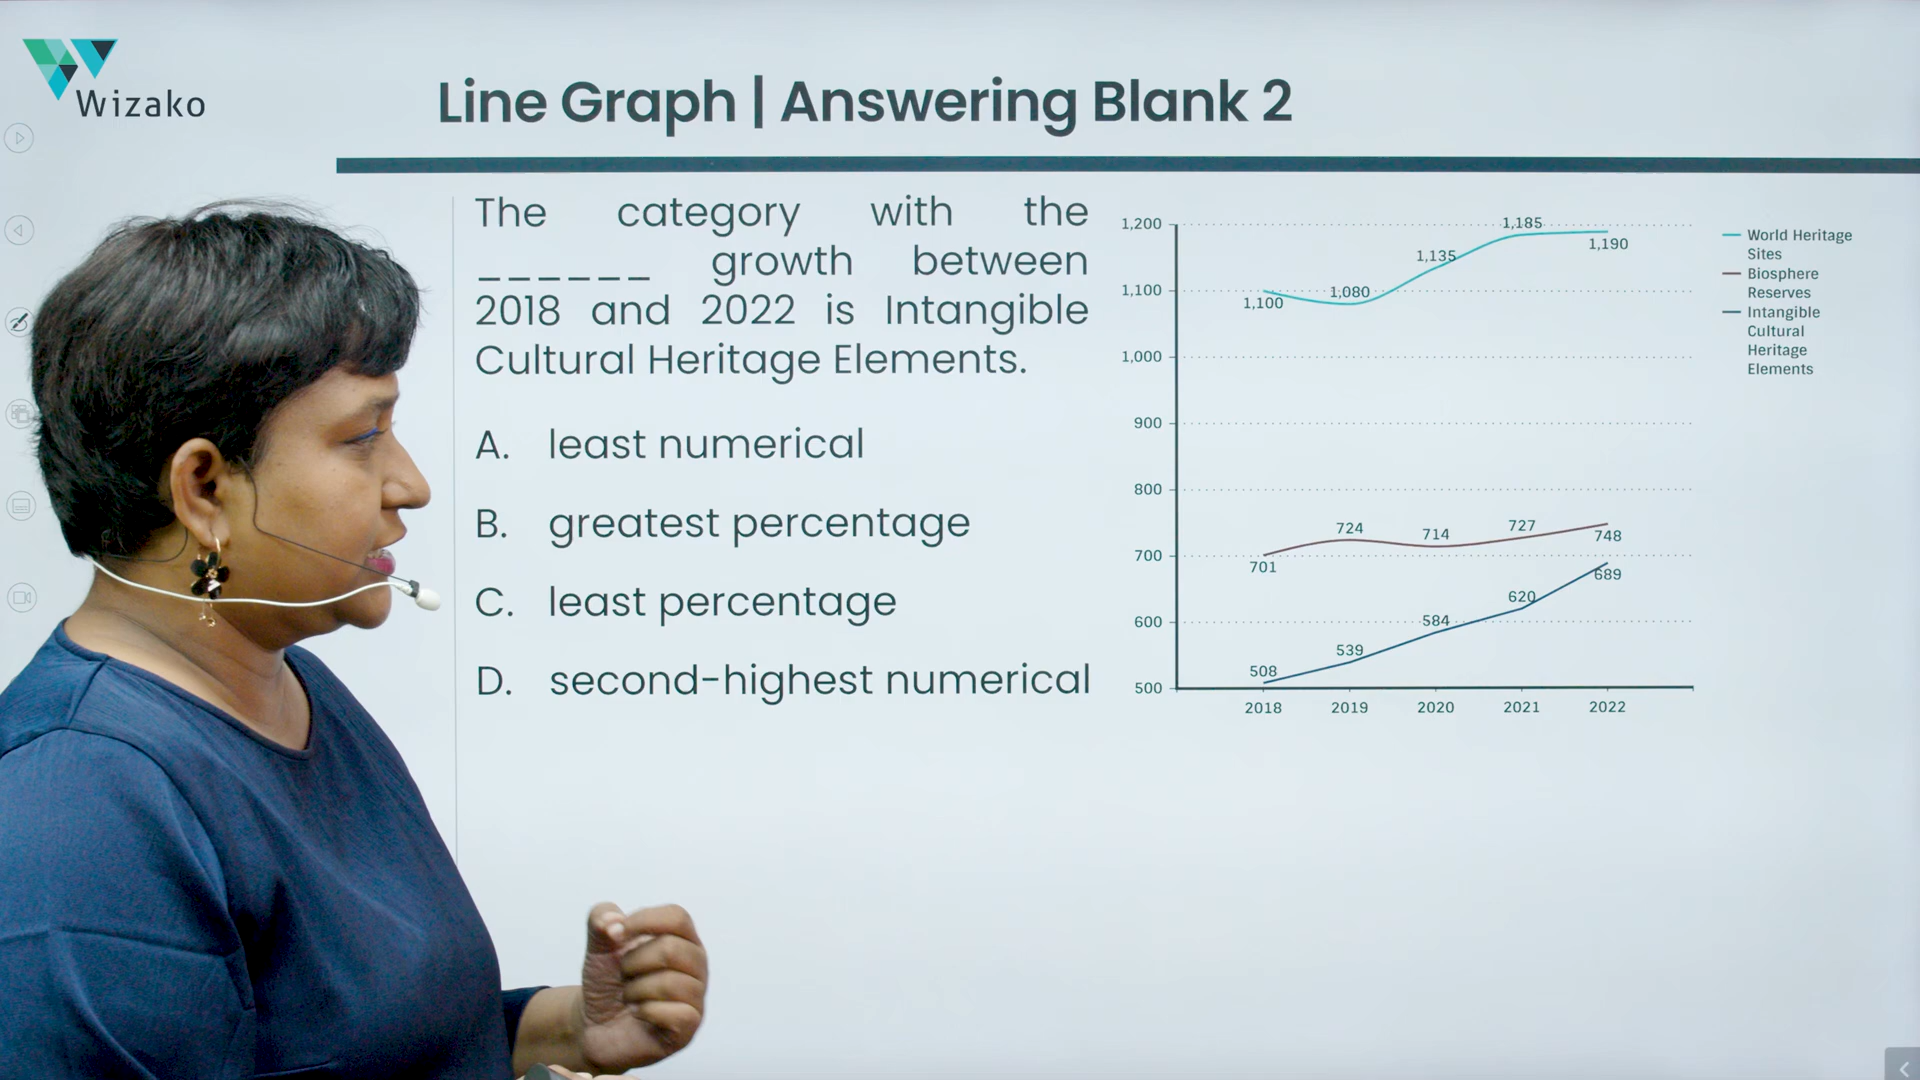 Wizako
Line Graph | Answering Blank 2
The category with the
______ growth between
2018 and 2022 is Intangible
Cultural Heritage Elements.
A. least numerical
B. greatest percentage
C. least percentage
D. second-highest numerical
1,200
1,100
1,000
900
800
700
600
500
1,100
1,080
1,135
1,185
1,190
701
724
714
727
748
508
539
584
620
689
2018 2019 2020 2021 2022
World Heritage
Sites
Biosphere
Reserves
Intangible
Cultural
Heritage
Elements